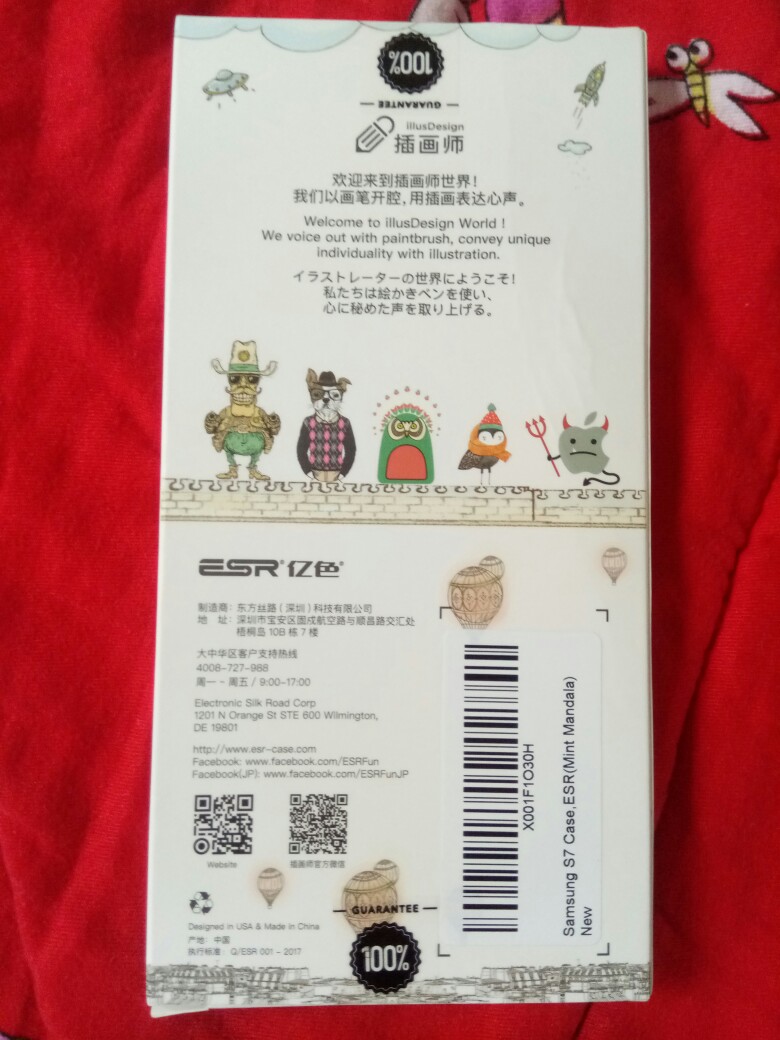 100%
GUARANTEE
illusDesign
插画师
欢迎来到插画师世界!
我们以画笔开腔,用插画表达心声。
Welcome to illusDesign World !
We voice out with paintbrush, convey unique
individuality with illustration.
イラストレーターの世界にようこそ!
私たちは絵かきペンを使い、
心に秘めた声を取り上げる。
ESR® 亿色®
制造商: 东方丝路(深圳)科技有限公司
地 址: 深圳市宝安区固戍航空路与顺昌路交汇处
梧桐岛 10B 栋 7 楼
大中华区客户支持热线
4008-727-988
周一 - 周五 / 9:00-17:00
Electronic Silk Road Corp
1201 N Orange St STE 600 Wilmington,
DE 19801
http://www.esr-case.com
Facebook: www.facebook.com/ESRFun
Facebook(JP): www.facebook.com/ESRFunJP
Website
插画师官方微信
Designed in USA & Made in China
产地: 中国
执行标准: Q/ESR 001 - 2017
GUARANTEE
100%
X001F1O30H
Samsung S7 Case,ESR(Mint Mandala)
New